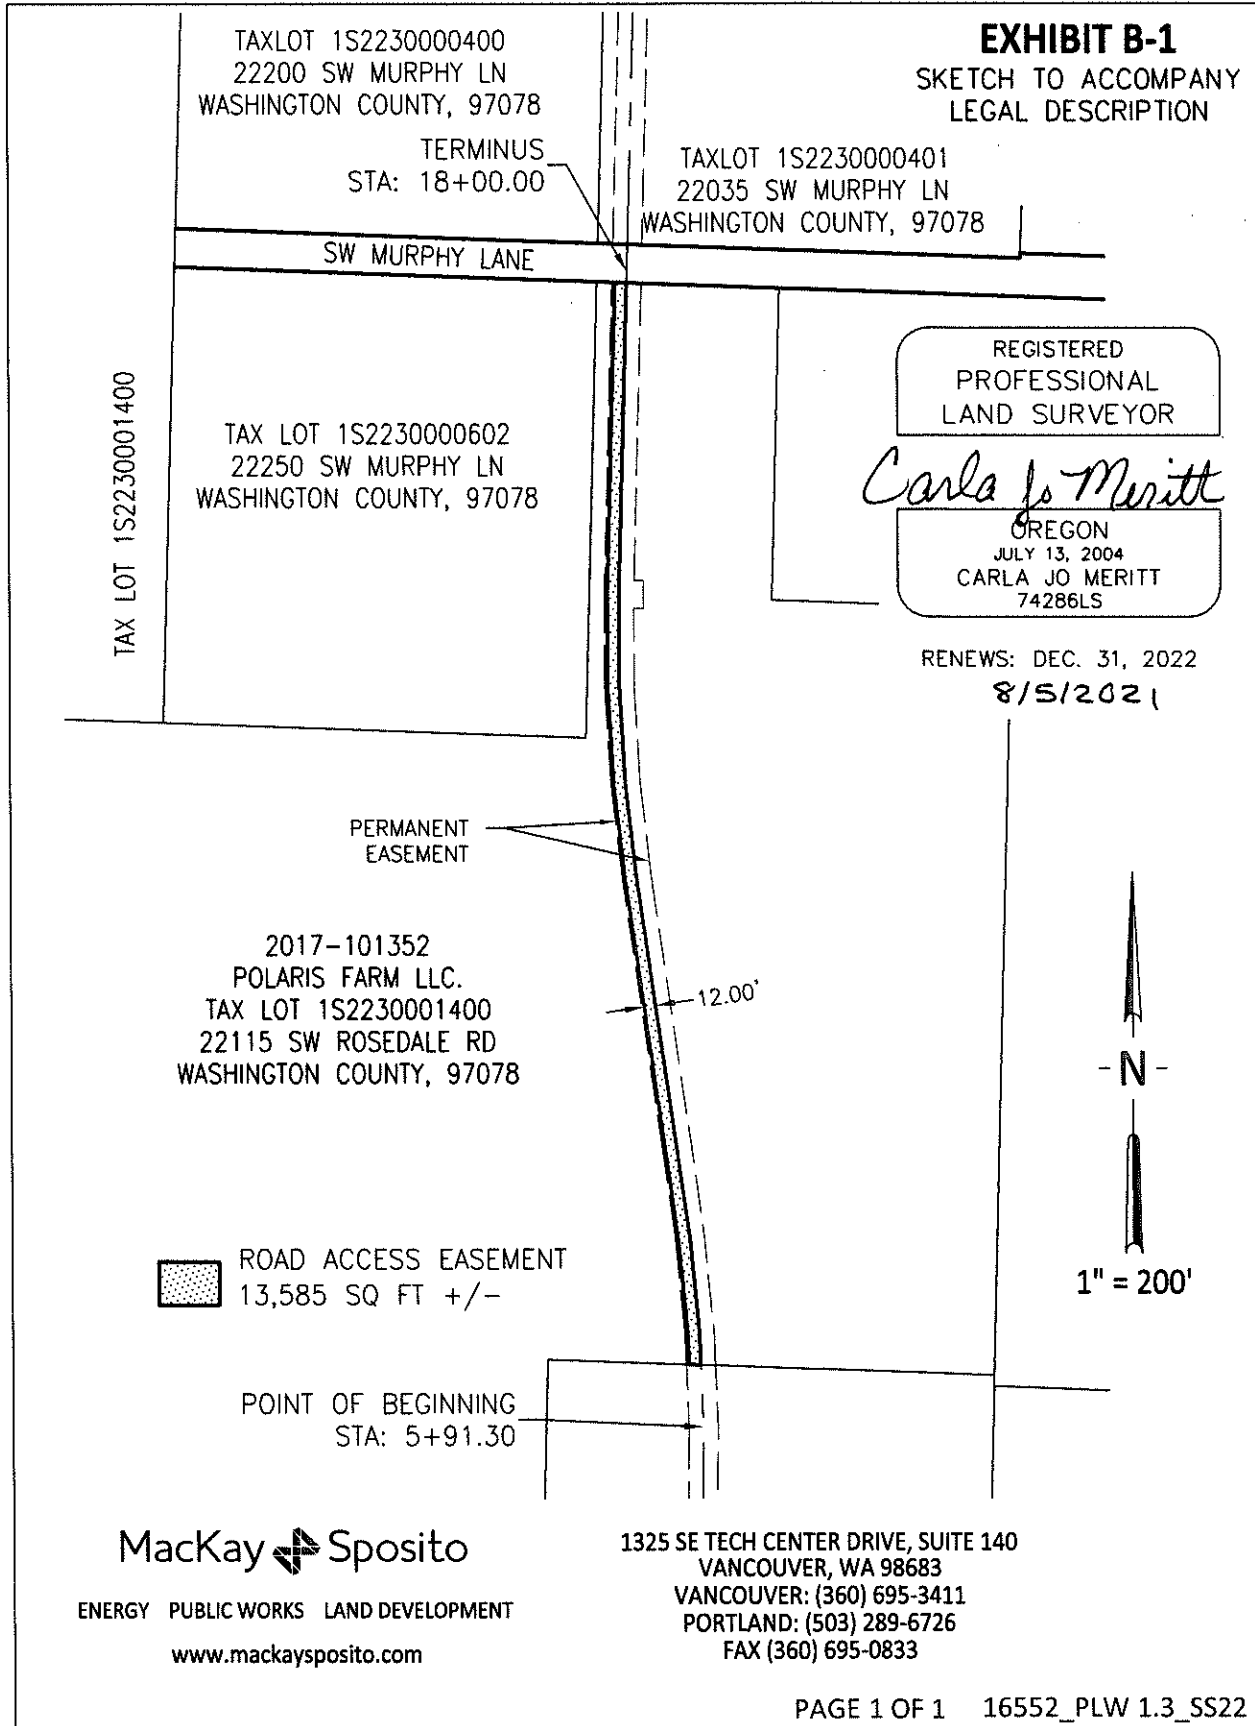 EXHIBIT B-1
SKETCH TO ACCOMPANY
LEGAL DESCRIPTION
TAXLOT 1S2230000400
22200 SW MURPHY LN
WASHINGTON COUNTY, 97078
TERMINUS
STA: 18+00.00
TAXLOT 1S2230000401
22035 SW MURPHY LN
WASHINGTON COUNTY, 97078
SW MURPHY LANE
TAX LOT 1S2230001400
TAX LOT 1S2230000602
22250 SW MURPHY LN
WASHINGTON COUNTY, 97078
REGISTERED
PROFESSIONAL
LAND SURVEYOR
Carla Jo Meritt
OREGON
JULY 13, 2004
CARLA JO MERITT
74286LS
RENEWS: DEC. 31, 2022
8/5/2021
PERMANENT
EASEMENT
2017-101352
POLARIS FARM LLC.
TAX LOT 1S2230001400
22115 SW ROSEDALE RD
WASHINGTON COUNTY, 97078
12.00'
-N-
1" = 200'
ROAD ACCESS EASEMENT
13,585 SQ FT +/-
POINT OF BEGINNING
STA: 5+91.30
MacKay Sposito
ENERGY PUBLIC WORKS LAND DEVELOPMENT
www.mackaysposito.com
1325 SE TECH CENTER DRIVE, SUITE 140
VANCOUVER, WA 98683
VANCOUVER: (360) 695-3411
PORTLAND: (503) 289-6726
FAX (360) 695-0833
PAGE 1 OF 1 16552_PLW 1.3_SS22